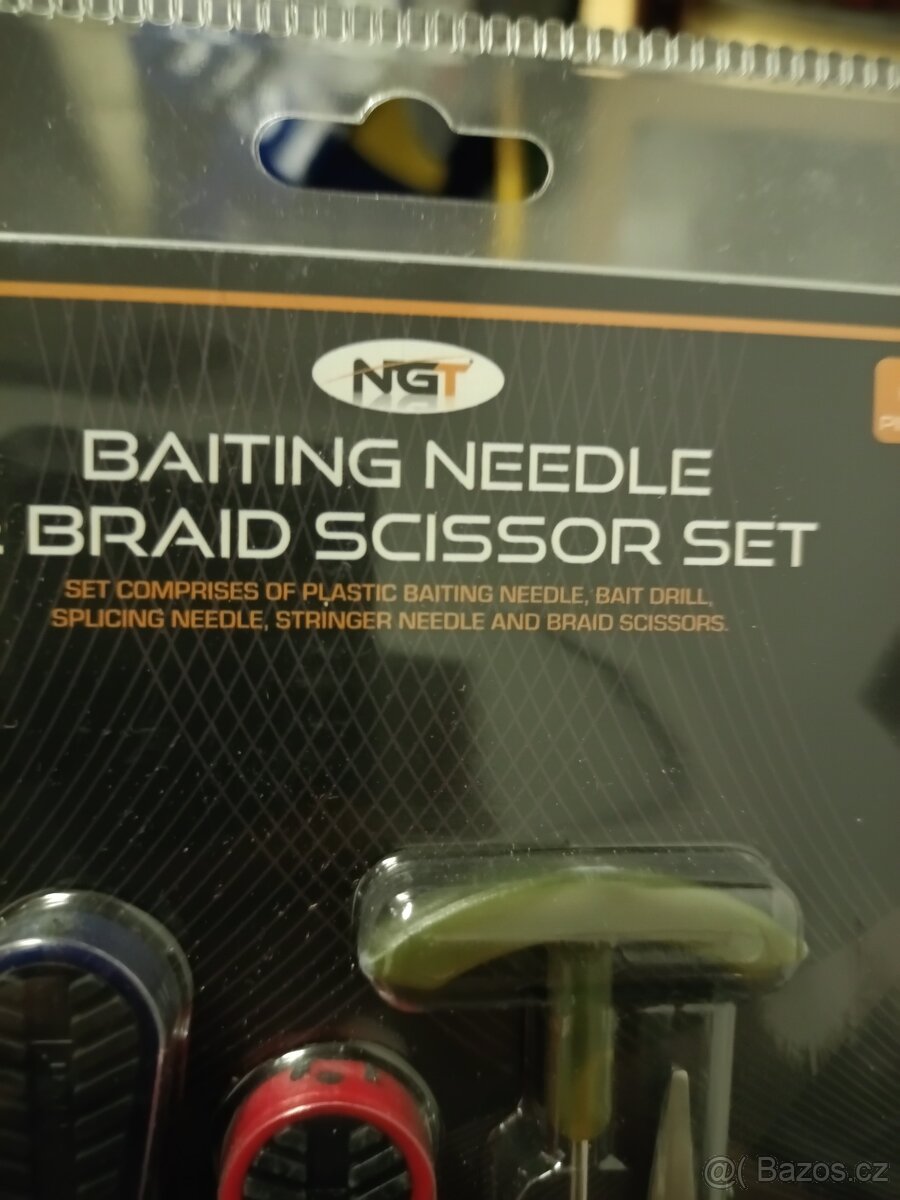 NGT
BAITING NEEDLE
& BRAID SCISSOR SET
SET COMPRISES OF PLASTIC BAITING NEEDLE, BAIT DRILL,
SPLICING NEEDLE, STRINGER NEEDLE AND BRAID SCISSORS.
@( Bazos.cz